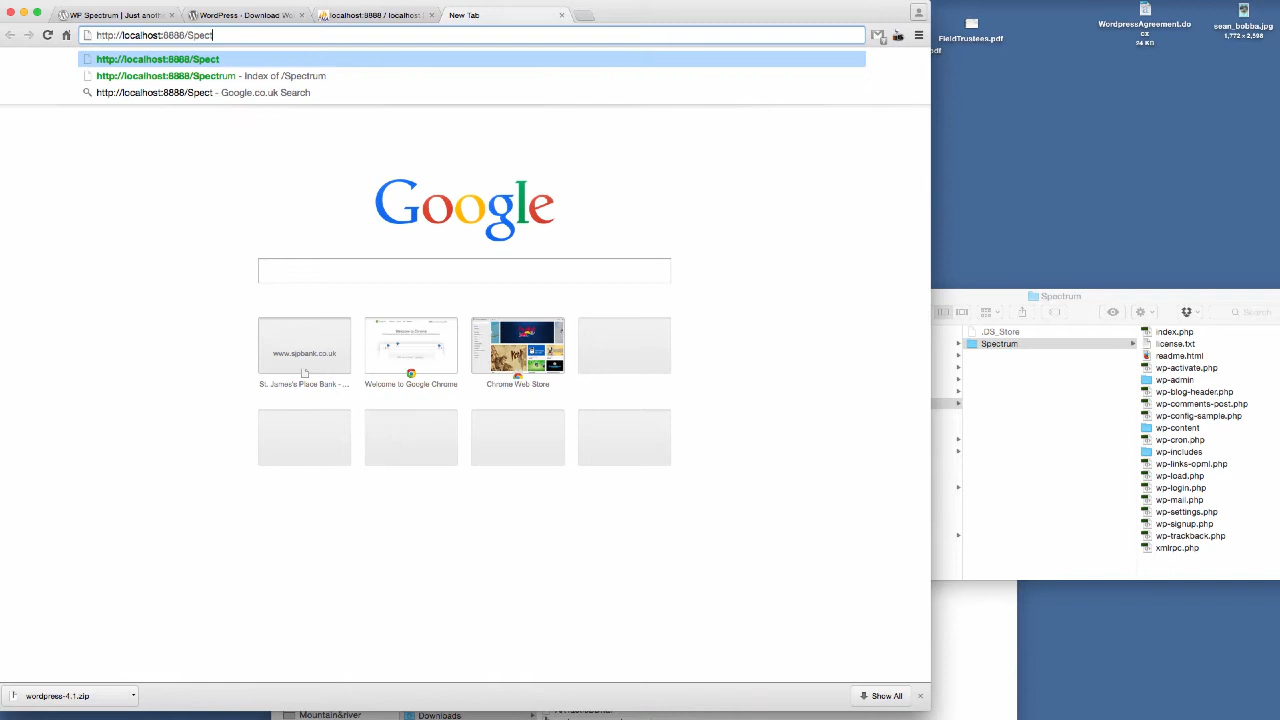 WP Spectrum | Just anoth
WordPress › Download W
localhost:8888 / localhost |
New Tab
http://localhost:8888/Spect
http://localhost:8888/Spect
http://localhost:8888/Spectrum - Index of /Spectrum
http://localhost:8888/Spect - Google.co.uk Search
Google
www.sjpbank.co.uk
St. James's Place Bank - ...
Welcome to Google Chrome
Chrome Web Store
wordpress-4.1.zip
Show All
FieldTrustees.pdf
pdf
WordpressAgreement.do
cx
24 KB
sean_bobba.jpg
1,772 × 2,598
Spectrum
Search
.DS_Store
Spectrum
index.php
license.txt
readme.html
wp-activate.php
wp-admin
wp-blog-header.php
wp-comments-post.php
wp-config-sample.php
wp-content
wp-cron.php
wp-includes
wp-links-opml.php
wp-load.php
wp-login.php
wp-mail.php
wp-settings.php
wp-signup.php
wp-trackback.php
xmlrpc.php
Mountain&river
Downloads